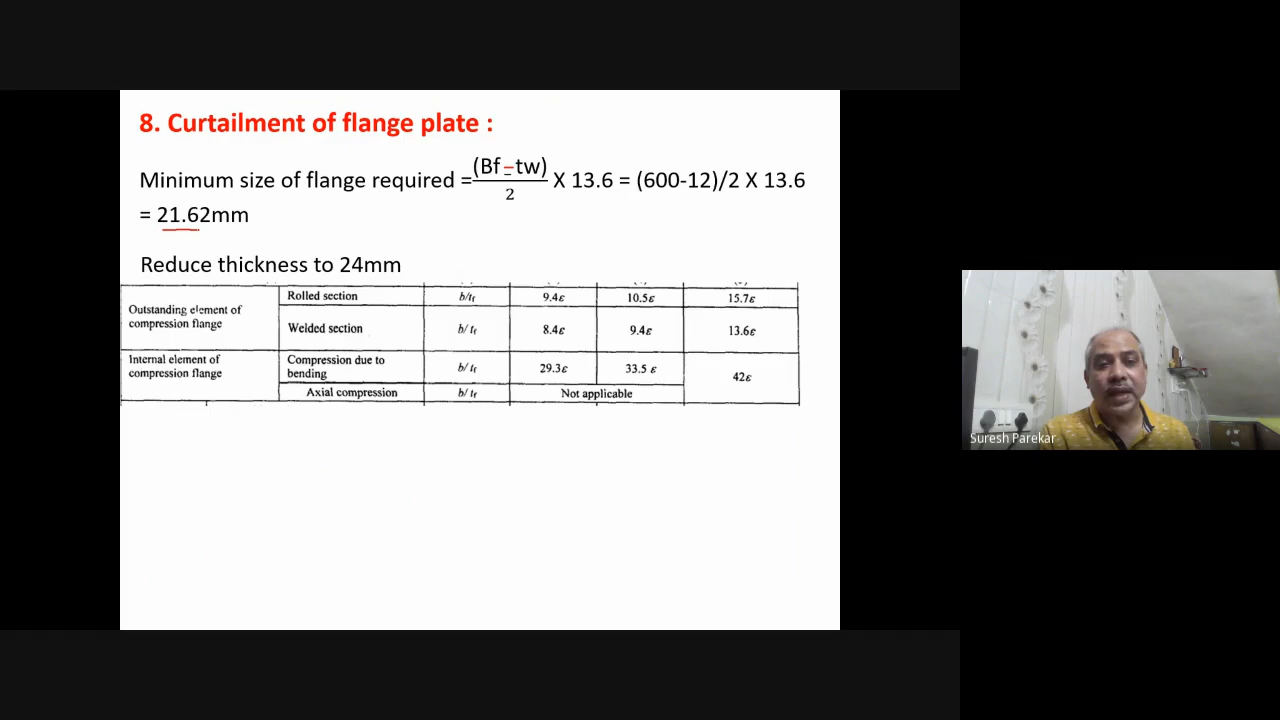 8. Curtailment of flange plate :
Minimum size of flange required = (Bf-tw)/2 X 13.6 = (600-12)/2 X 13.6
= 21.62mm
Reduce thickness to 24mm
Outstanding element of compression flange
Rolled section b/tf 9.4ε 10.5ε 15.7ε
Welded section b/tf 8.4ε 9.4ε 13.6ε
Internal element of compression flange
Compression due to bending b/tf 29.3ε 33.5 ε 42ε
Axial compression b/tf Not applicable
Suresh Parekar